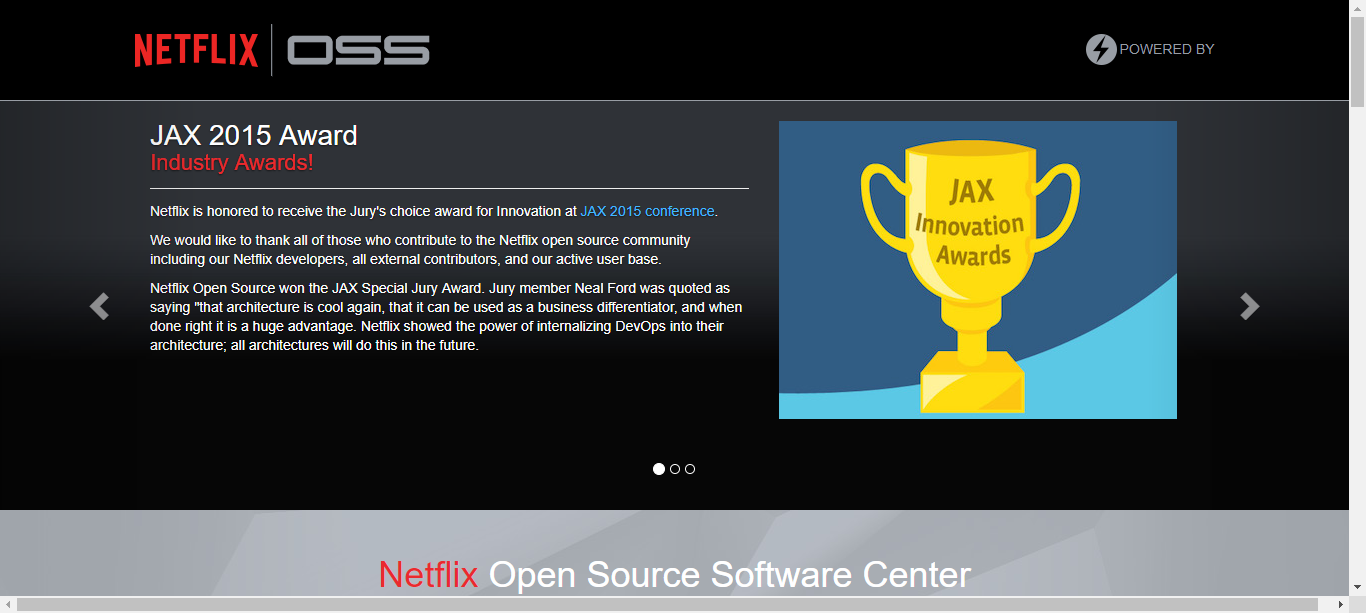 NETFLIX OSS
POWERED BY
JAX 2015 Award
Industry Awards!
Netflix is honored to receive the Jury's choice award for Innovation at JAX 2015 conference.
We would like to thank all of those who contribute to the Netflix open source community
including our Netflix developers, all external contributors, and our active user base.
Netflix Open Source won the JAX Special Jury Award. Jury member Neal Ford was quoted as
saying "that architecture is cool again, that it can be used as a business differentiator, and when
done right it is a huge advantage. Netflix showed the power of internalizing DevOps into their
architecture; all architectures will do this in the future.
JAX
Innovation
Awards
Netflix Open Source Software Center